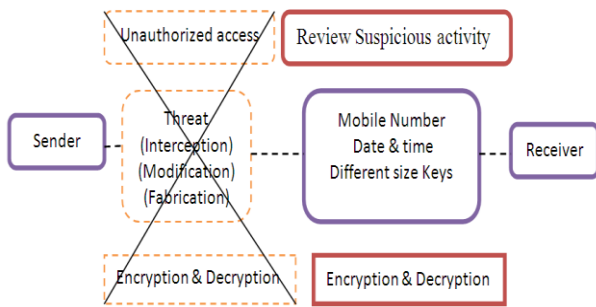 Unauthorized access
Review Suspicious activity
Sender
Threat
(Interception)
(Modification)
(Fabrication)
Mobile Number
Date & time
Different size Keys
Receiver
Encryption & Decryption
Encryption & Decryption